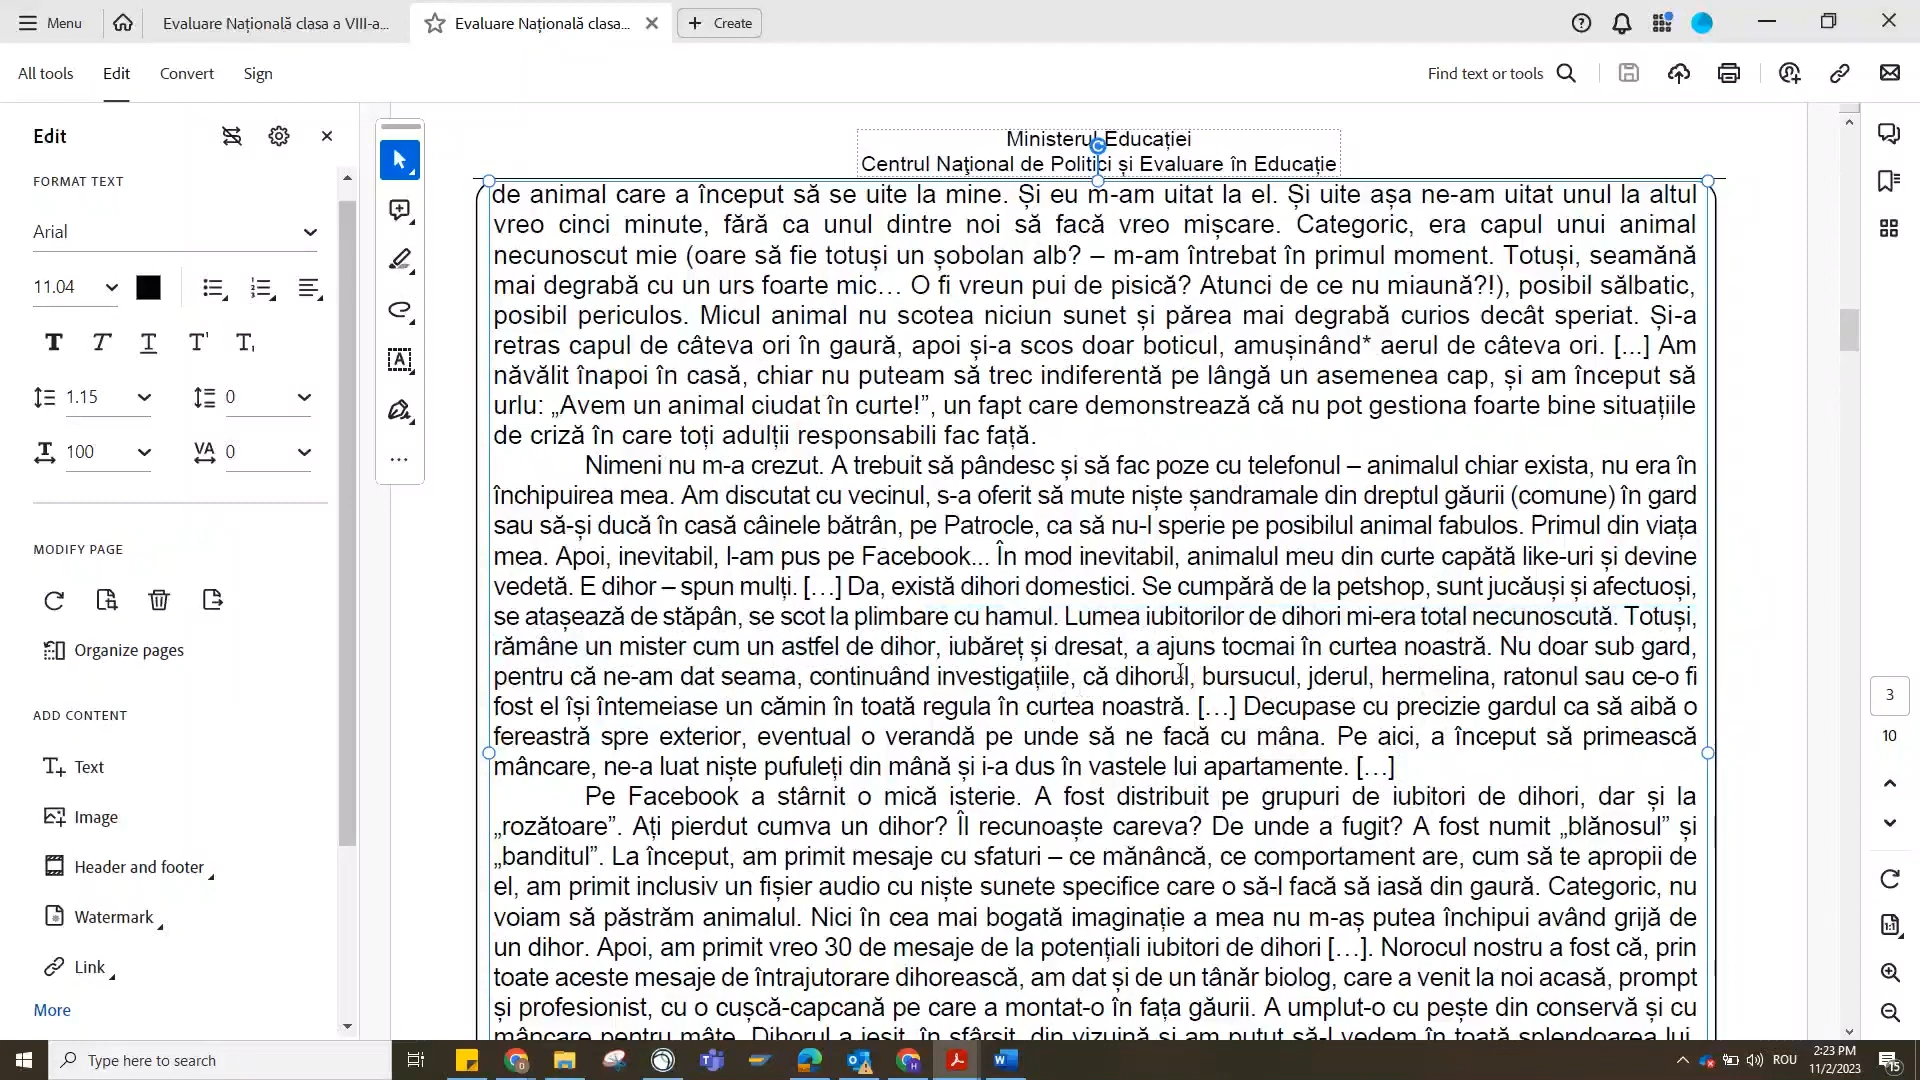 Menu
Evaluare Națională clasa a VIII-a...
Evaluare Națională clasa...
Create
All tools
Edit
Convert
Sign
Find text or tools
Edit
FORMAT TEXT
Arial
11.04
1.15
0
100
0
MODIFY PAGE
Organize pages
ADD CONTENT
Text
Image
Header and footer
Watermark
Link
More
Ministerul Educației
Centrul Naţional de Politici și Evaluare în Educație
de animal care a început să se uite la mine. Și eu m-am uitat la el. Și uite așa ne-am uitat unul la altul
vreo cinci minute, fără ca unul dintre noi să facă vreo mișcare. Categoric, era capul unui animal
necunoscut mie (oare să fie totuși un șobolan alb? – m-am întrebat în primul moment. Totuși, seamănă
mai degrabă cu un urs foarte mic… O fi vreun pui de pisică? Atunci de ce nu miaună?!), posibil sălbatic,
posibil periculos. Micul animal nu scotea niciun sunet și părea mai degrabă curios decât speriat. Și-a
retras capul de câteva ori în gaură, apoi și-a scos doar boticul, amușinând* aerul de câteva ori. [...] Am
năvălit înapoi în casă, chiar nu puteam să trec indiferentă pe lângă un asemenea cap, și am început să
urlu: „Avem un animal ciudat în curte!”, un fapt care demonstrează că nu pot gestiona foarte bine situațiile
de criză în care toți adulții responsabili fac față.
Nimeni nu m-a crezut. A trebuit să pândesc și să fac poze cu telefonul – animalul chiar exista, nu era în
închipuirea mea. Am discutat cu vecinul, s-a oferit să mute niște șandramale din dreptul găurii (comune) în gard
sau să-și ducă în casă câinele bătrân, pe Patrocle, ca să nu-l sperie pe posibilul animal fabulos. Primul din viața
mea. Apoi, inevitabil, l-am pus pe Facebook... În mod inevitabil, animalul meu din curte capătă like-uri și devine
vedetă. E dihor – spun mulți. […] Da, există dihori domestici. Se cumpără de la petshop, sunt jucăuși și afectuoși,
se atașează de stăpân, se scot la plimbare cu hamul. Lumea iubitorilor de dihori mi-era total necunoscută. Totuși,
rămâne un mister cum un astfel de dihor, iubăreț și dresat, a ajuns tocmai în curtea noastră. Nu doar sub gard,
pentru că ne-am dat seama, continuând investigațiile, că dihorul, bursucul, jderul, hermelina, ratonul sau ce-o fi
fost el își întemeiase un cămin în toată regula în curtea noastră. […] Decupase cu precizie gardul ca să aibă o
fereastră spre exterior, eventual o verandă pe unde să ne facă cu mâna. Pe aici, a început să primească
mâncare, ne-a luat niște pufuleți din mână și i-a dus în vastele lui apartamente. […]
Pe Facebook a stârnit o mică isterie. A fost distribuit pe grupuri de iubitori de dihori, dar și la
„rozătoare”. Ați pierdut cumva un dihor? Îl recunoaște careva? De unde a fugit? A fost numit „blănosul” și
„banditul”. La început, am primit mesaje cu sfaturi – ce mănâncă, ce comportament are, cum să te apropii de
el, am primit inclusiv un fișier audio cu niște sunete specifice care o să-l facă să iasă din gaură. Categoric, nu
voiam să păstrăm animalul. Nici în cea mai bogată imaginație a mea nu m-aș putea închipui având grijă de
un dihor. Apoi, am primit vreo 30 de mesaje de la potențiali iubitori de dihori […]. Norocul nostru a fost că, prin
toate aceste mesaje de întrajutorare dihorească, am dat și de un tânăr biolog, care a venit la noi acasă, prompt
și profesionist, cu o cușcă-capcană pe care a montat-o în fața găurii. A umplut-o cu pește din conservă și cu
mâncare pentru mâțe. Dihorul a ieșit, în sfârșit, din vizuină și am putut să-l vedem în toată splendoarea lui.
3
10
Type here to search
ROU
2:23 PM
11/2/2023
15